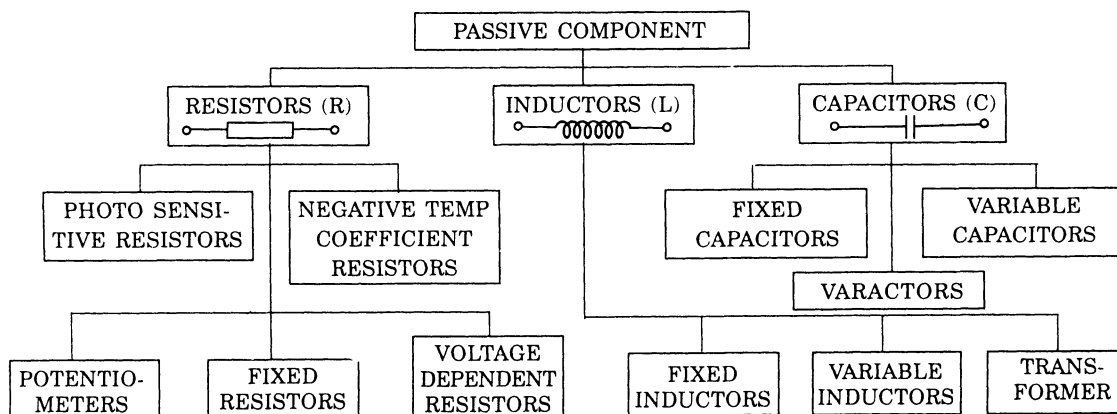 PASSIVE COMPONENT
RESISTORS (R)
INDUCTORS (L)
CAPACITORS (C)
PHOTO SENSI-
TIVE RESISTORS
NEGATIVE TEMP
COEFFICIENT
RESISTORS
FIXED
CAPACITORS
VARIABLE
CAPACITORS
VARACTORS
POTENTIO-
METERS
FIXED
RESISTORS
VOLTAGE
DEPENDENT
RESISTORS
FIXED
INDUCTORS
VARIABLE
INDUCTORS
TRANS-
FORMER